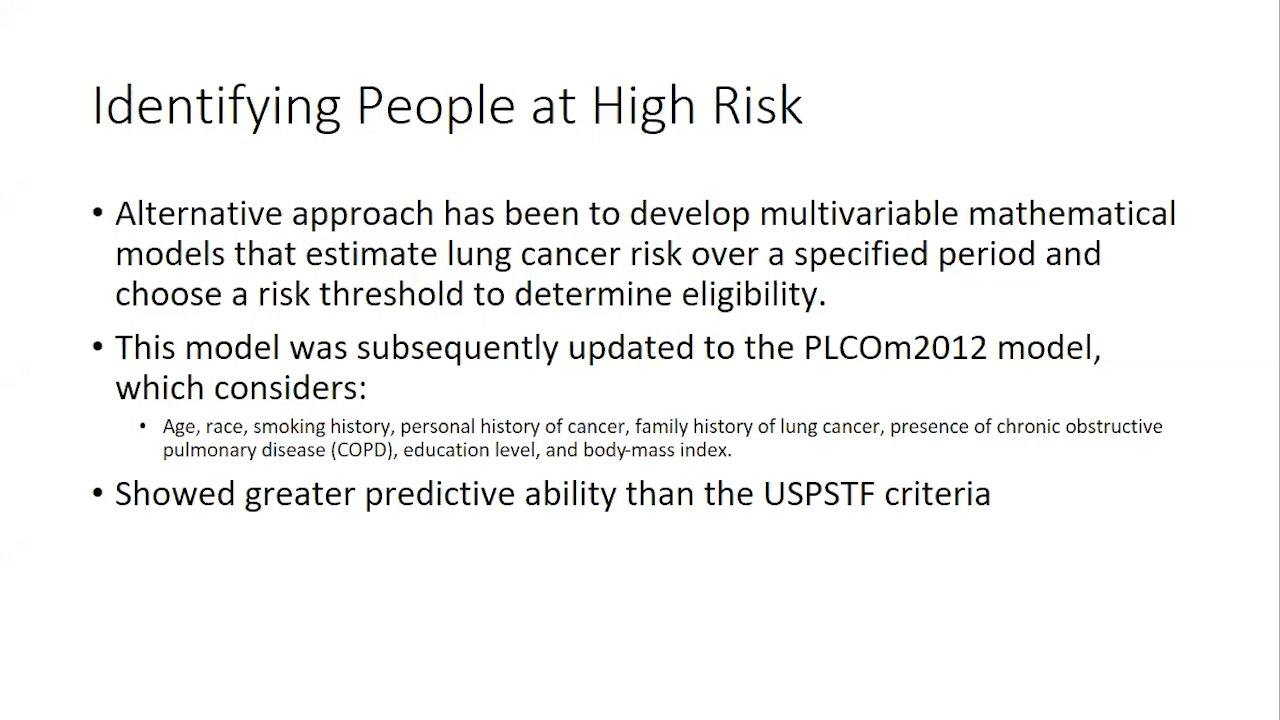 Identifying People at High Risk
• Alternative approach has been to develop multivariable mathematical
models that estimate lung cancer risk over a specified period and
choose a risk threshold to determine eligibility.
• This model was subsequently updated to the PLCOm2012 model,
which considers:
• Age, race, smoking history, personal history of cancer, family history of lung cancer, presence of chronic obstructive
pulmonary disease (COPD), education level, and body-mass index.
• Showed greater predictive ability than the USPSTF criteria